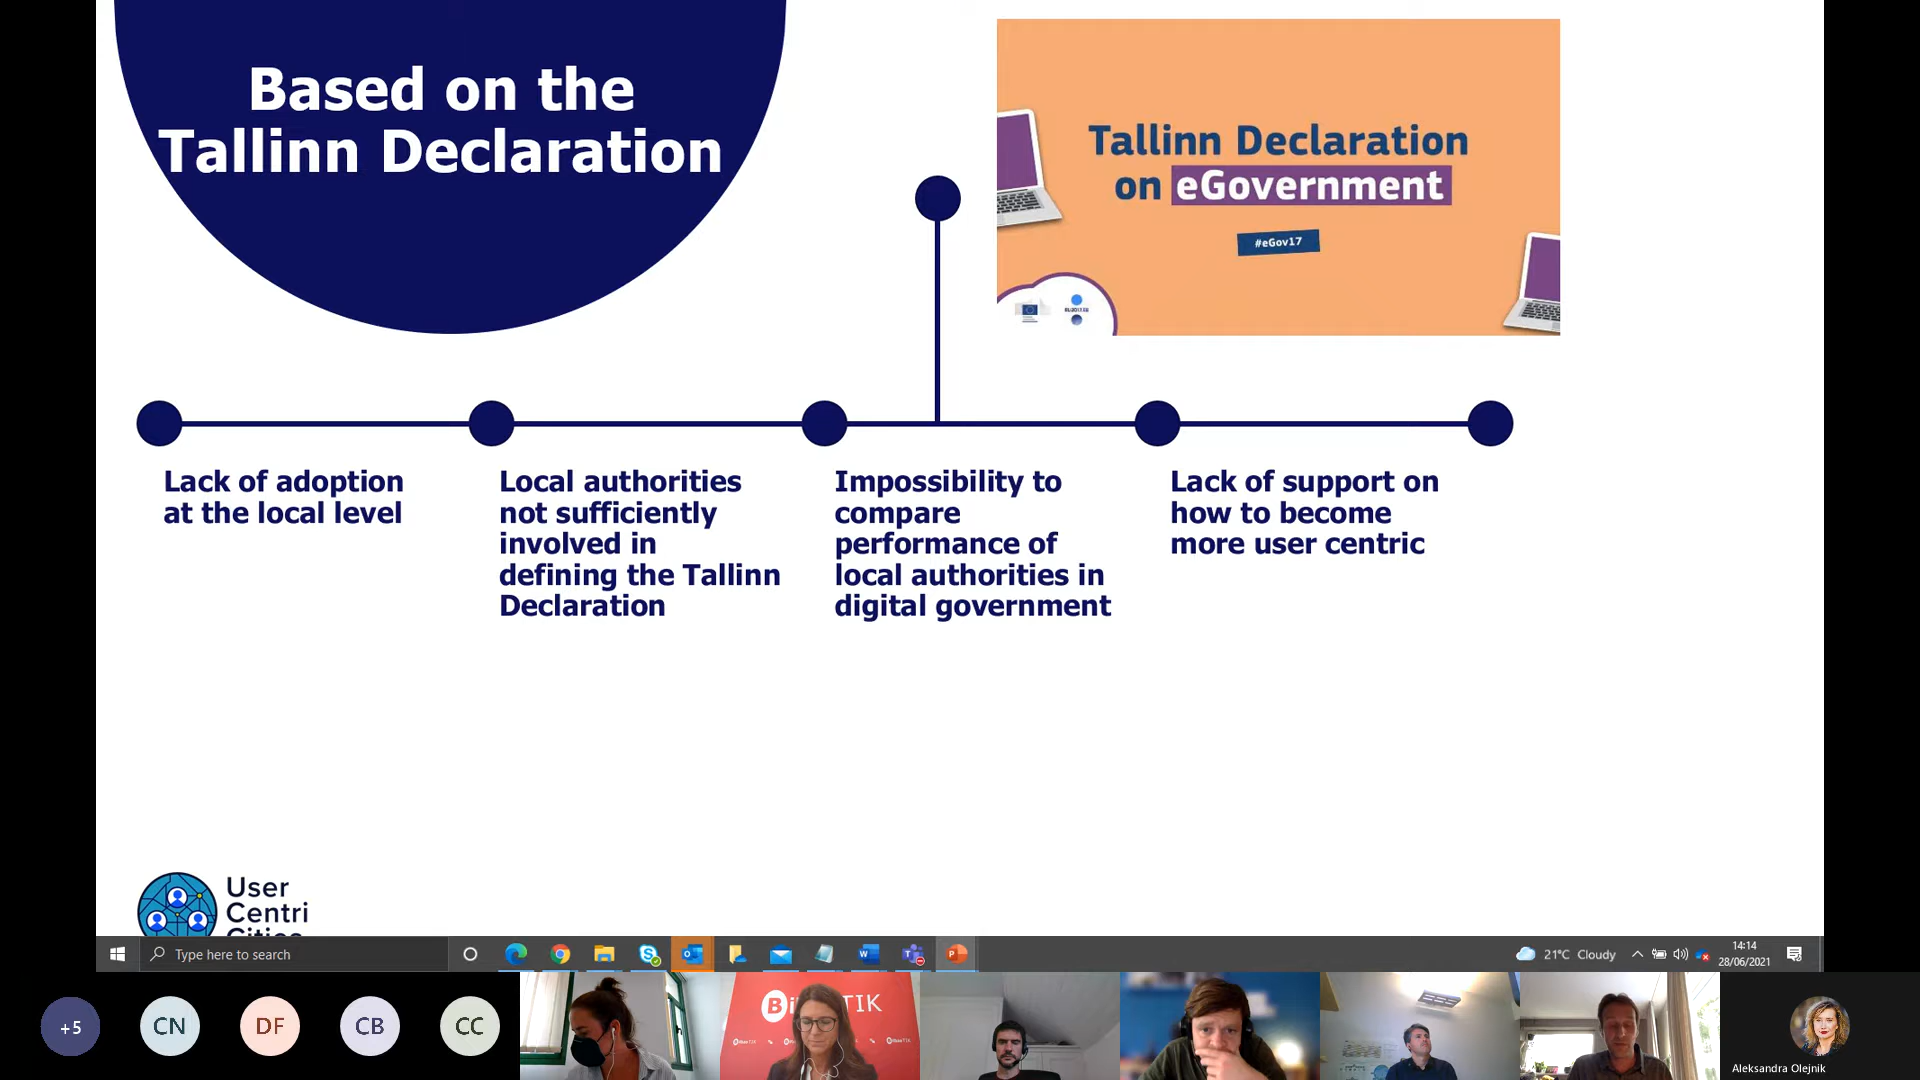 Based on the
Tallinn Declaration
Tallinn Declaration
on eGovernment
#eGov17
Lack of adoption
at the local level
Local authorities
not sufficiently
involved in
defining the Tallinn
Declaration
Impossibility to
compare
performance of
local authorities in
digital government
Lack of support on
how to become
more user centric
User
Centri
Cities
Type here to search
21°C Cloudy
14:14
28/06/2021
+5
CN
DF
CB
CC
TIK
Aleksandra Olejnik